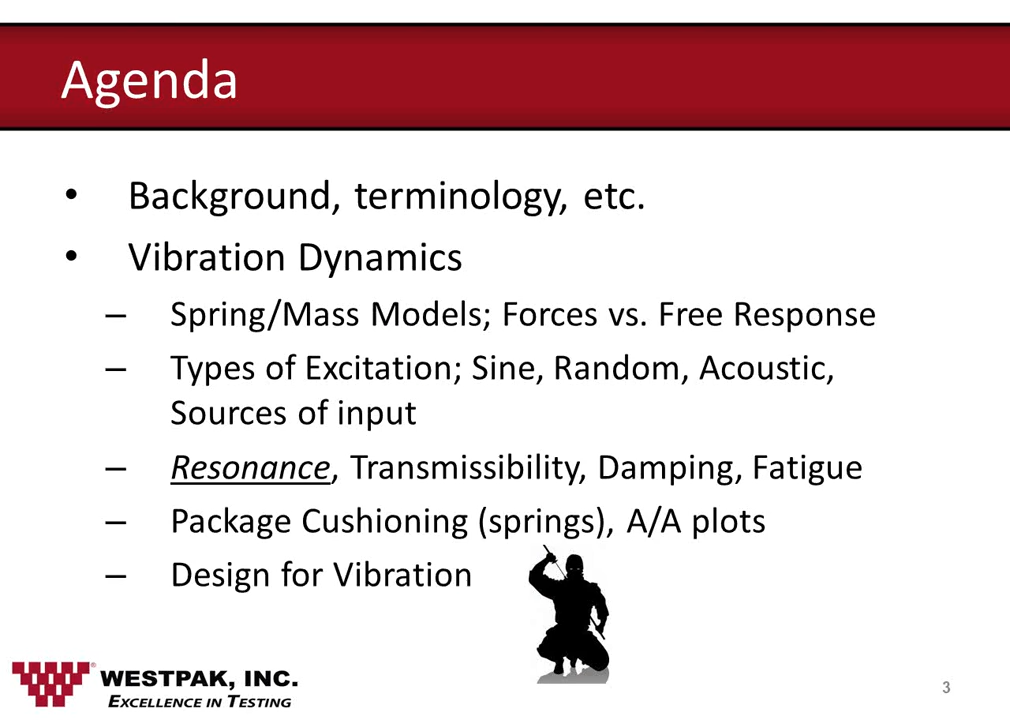 Agenda
• Background, terminology, etc.
• Vibration Dynamics
– Spring/Mass Models; Forces vs. Free Response
– Types of Excitation; Sine, Random, Acoustic,
Sources of input
– Resonance, Transmissibility, Damping, Fatigue
– Package Cushioning (springs), A/A plots
– Design for Vibration
® WESTPAK, INC.
EXCELLENCE IN TESTING
3